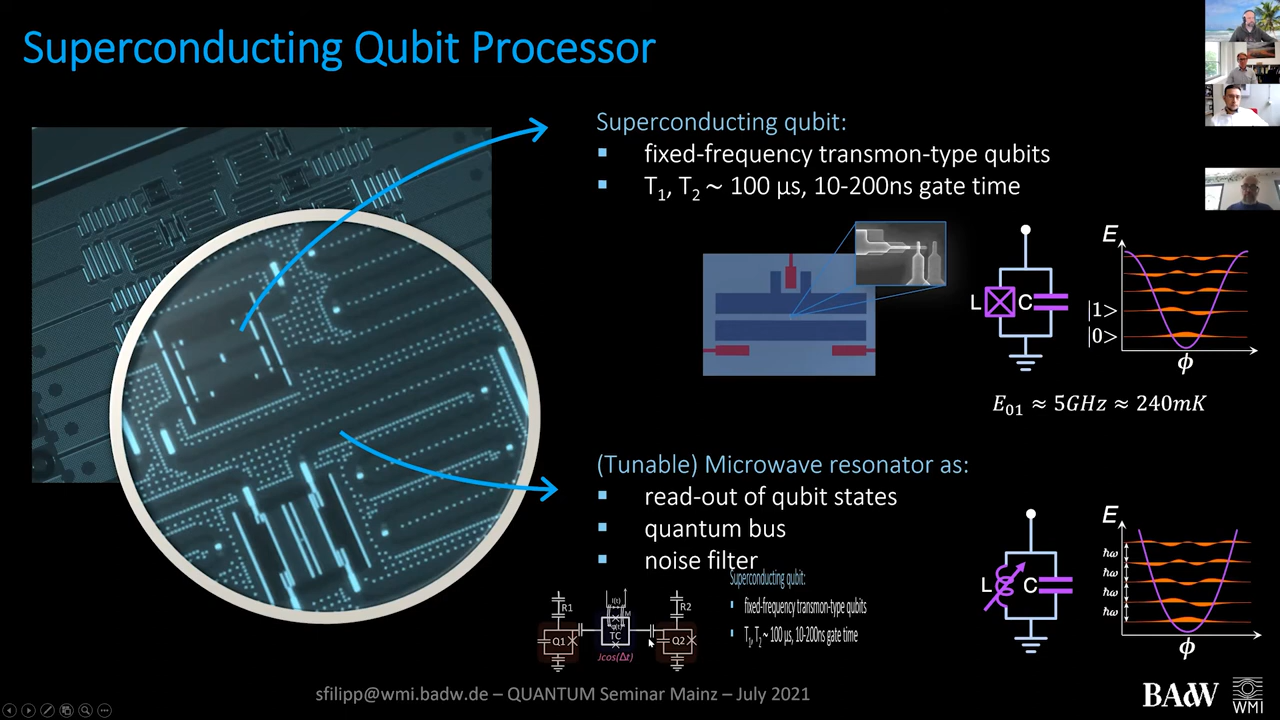 Superconducting Qubit Processor
Superconducting qubit:
▪ fixed-frequency transmon-type qubits
▪ T₁, T₂ ~ 100 µs, 10-200ns gate time
L C
E
|1>
|0>
ϕ
E₀₁ ≈ 5GHz ≈ 240mK
(Tunable) Microwave resonator as:
▪ read-out of qubit states
▪ quantum bus
▪ noise filter
L C
E
ħω
ħω
ħω
ħω
ϕ
Superconducting qubit:
▪ fixed-frequency transmon-type qubits
▪ T₁, T₂ ~ 100 µs, 10-200ns gate time
R1 R2
Q1 TC Q2
Jcos(Δt)
sfilipp@wmi.badw.de – QUANTUM Seminar Mainz – July 2021
BAdW WMI